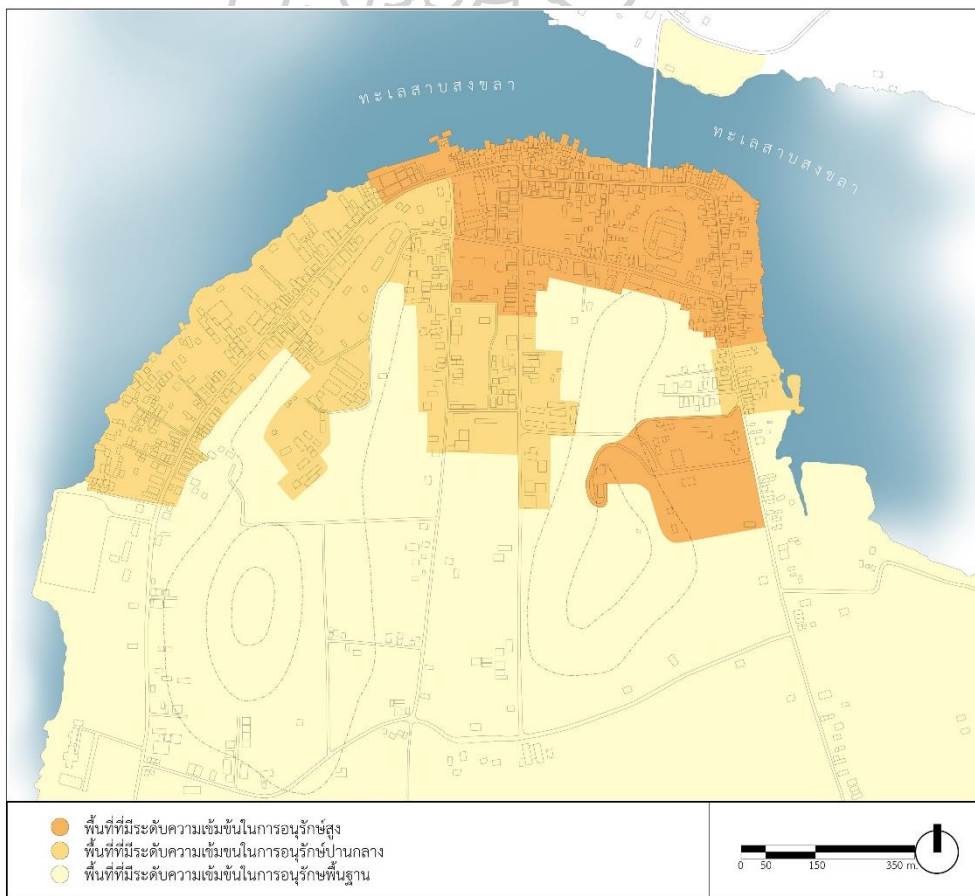 ทะเลสาบสงขลา
ทะเลสาบสงขลา
พื้นที่ที่มีระดับความเข้มข้นในการอนุรักษ์สูง
พื้นที่ที่มีระดับความเข้มขนในการอนุรักษ์ปานกลาง
พื้นที่ที่มีระดับความเข้มข้นในการอนุรักษ์พื้นฐาน
0 50 150 350 m.